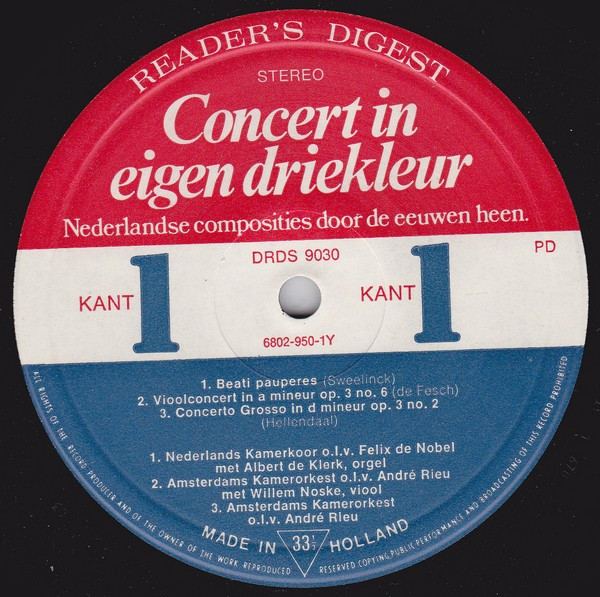 READER'S DIGEST
STEREO
Concert in
eigen driekleur
Nederlandse composities door de eeuwen heen.
DRDS 9030
PD
KANT 1
KANT 1
6802-950-1Y
1. Beati pauperes (Sweelinck)
2. Vioolconcert in a mineur op. 3 no. 6 (de Fesch)
3. Concerto Grosso in d mineur op. 3 no. 2
(Hellendaal)
1. Nederlands Kamerkoor o.l.v. Felix de Nobel
met Albert de Klerk, orgel
2. Amsterdams Kamerorkest o.l.v. André Rieu
met Willem Noske, viool
3. Amsterdams Kamerorkest
o.l.v. André Rieu
MADE IN 33⅓ HOLLAND
ALL RIGHTS OF THE RECORD PRODUCER AND OF THE OWNER OF THE WORK REPRODUCED RESERVED COPYING, PUBLIC PERFORMANCE AND BROADCASTING OF THIS RECORD PROHIBITED